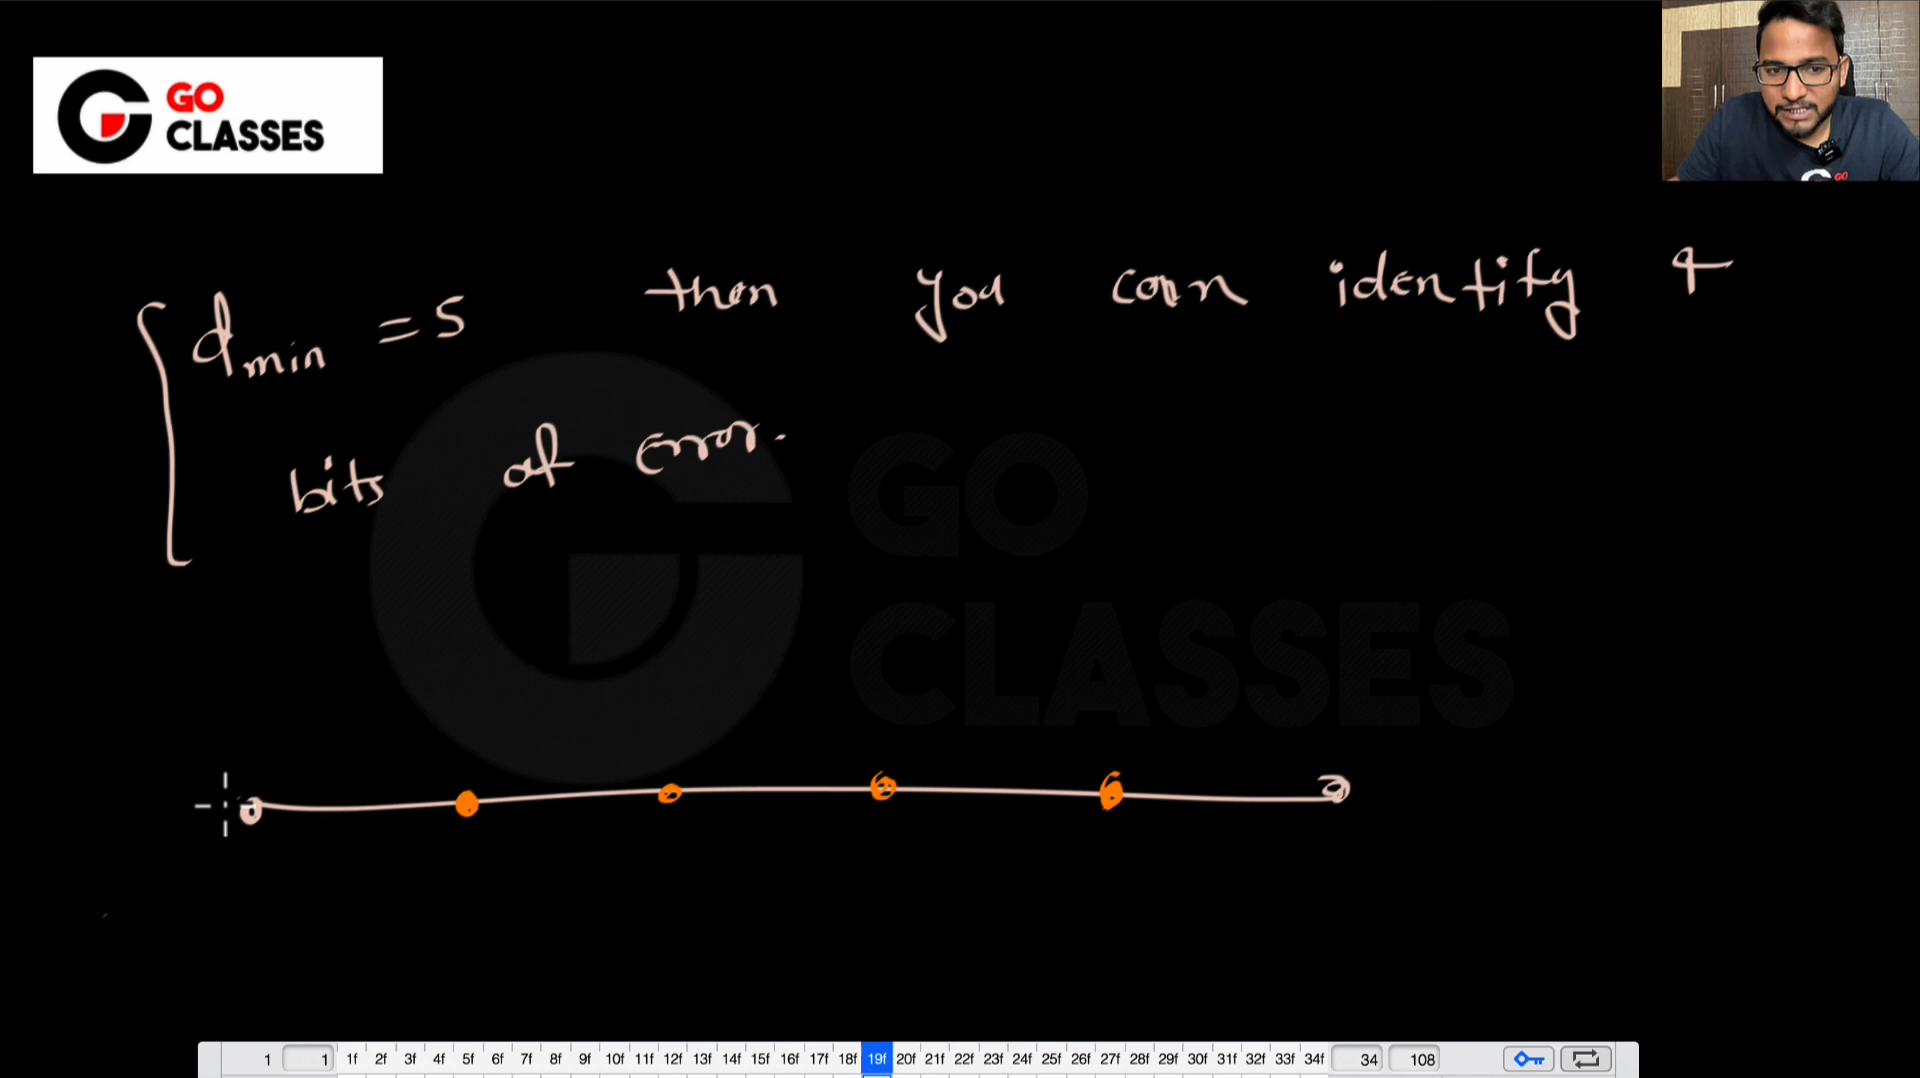 GO
CLASSES
dmin = 5 then you can identify 4
bits of error.
GO
CLASSES
1 1 1f 2f 3f 4f 5f 6f 7f 8f 9f 10f 11f 12f 13f 14f 15f 16f 17f 18f 19f 20f 21f 22f 23f 24f 25f 26f 27f 28f 29f 30f 31f 32f 33f 34f 34 108